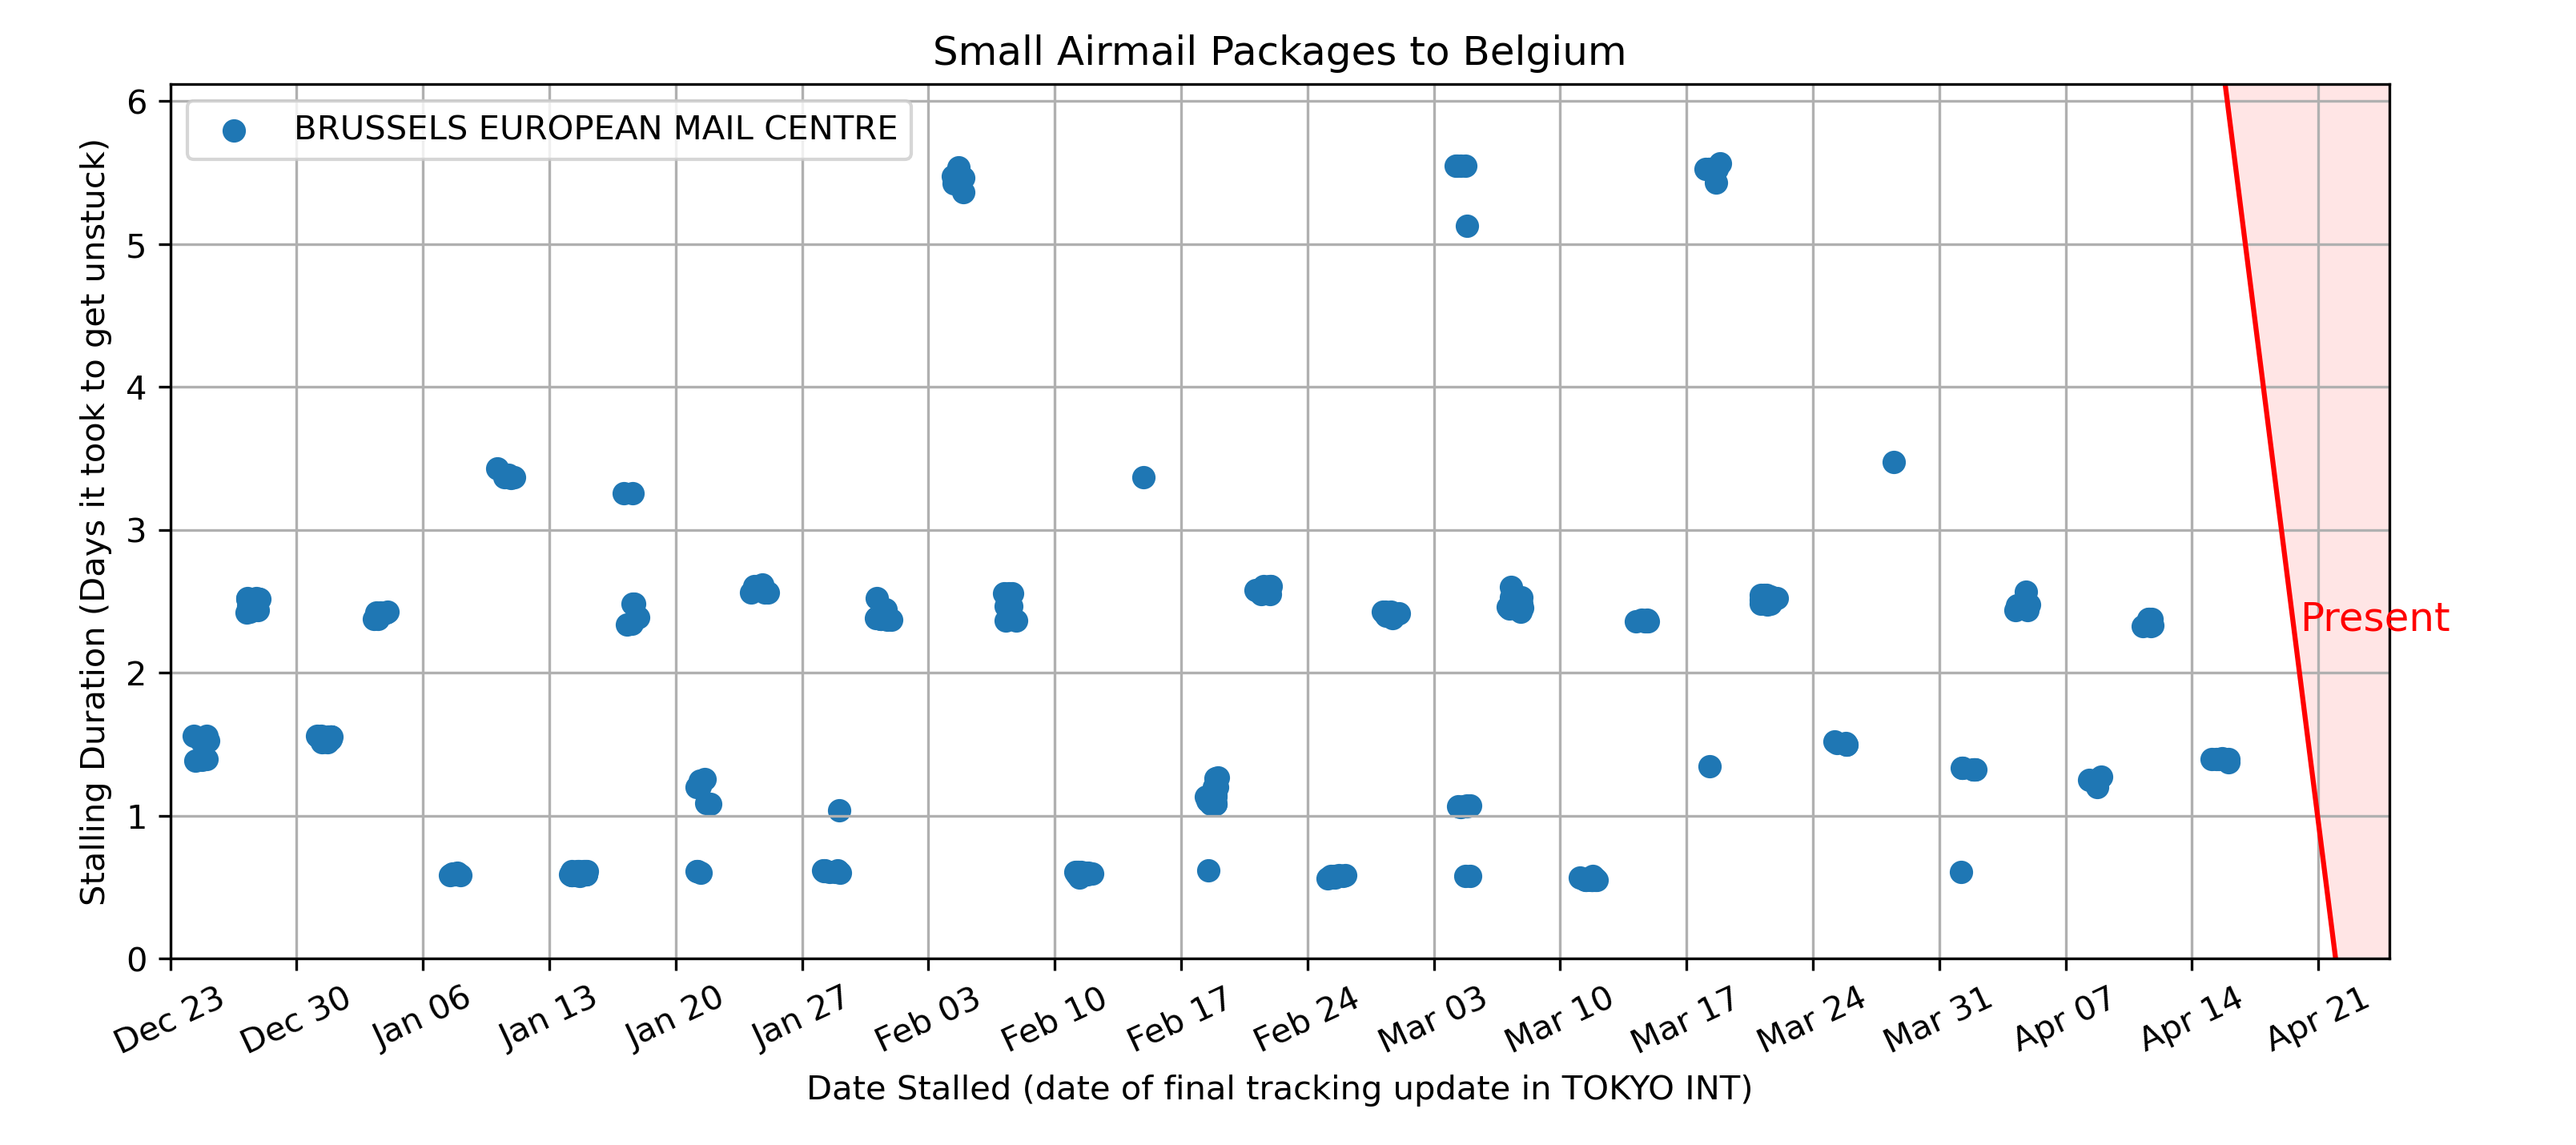 Small Airmail Packages to Belgium
BRUSSELS EUROPEAN MAIL CENTRE
Stalling Duration (Days it took to get unstuck)
6
5
4
3
2
1
0
Present
Dec 23
Dec 30
Jan 06
Jan 13
Jan 20
Jan 27
Feb 03
Feb 10
Feb 17
Feb 24
Mar 03
Mar 10
Mar 17
Mar 24
Mar 31
Apr 07
Apr 14
Apr 21
Date Stalled (date of final tracking update in TOKYO INT)